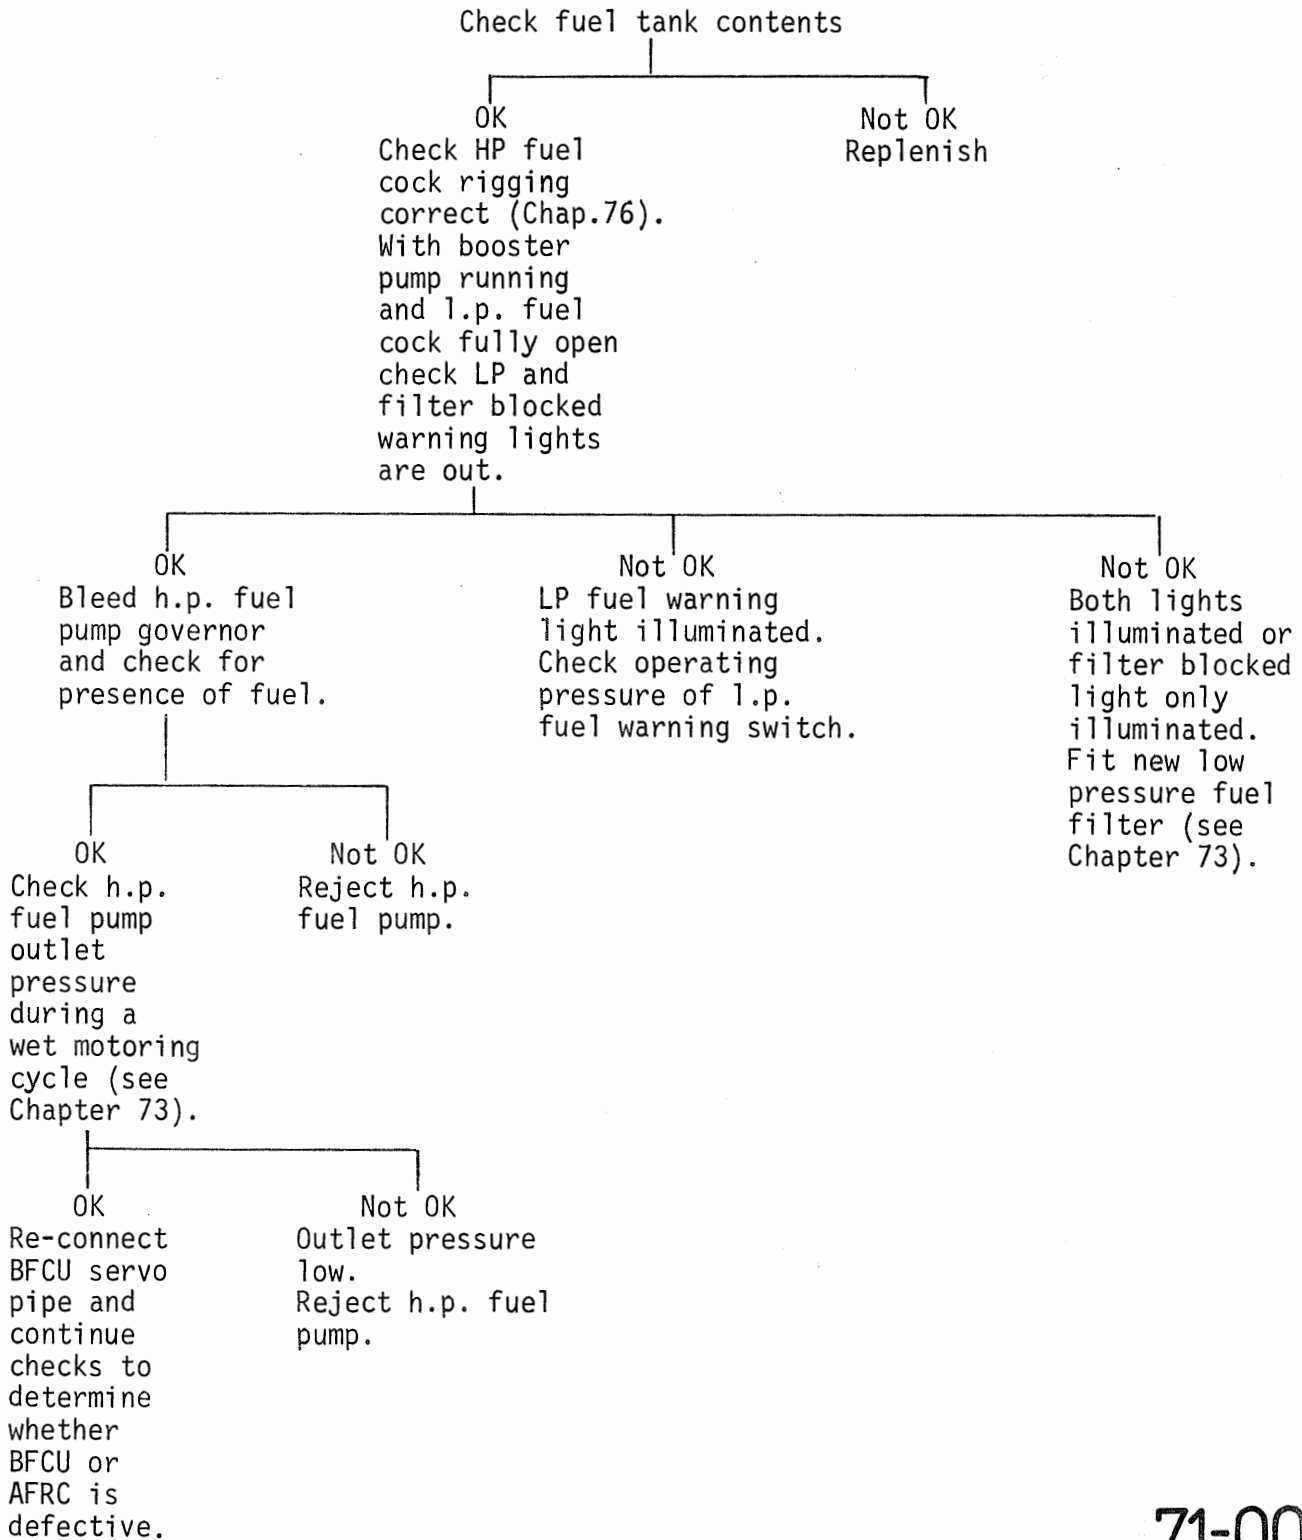 Check fuel tank contents
OK
Check HP fuel
cock rigging
correct (Chap.76).
With booster
pump running
and l.p. fuel
cock fully open
check LP and
filter blocked
warning lights
are out.
Not OK
Replenish
OK
Bleed h.p. fuel
pump governor
and check for
presence of fuel.
Not OK
LP fuel warning
light illuminated.
Check operating
pressure of l.p.
fuel warning switch.
Not OK
Both lights
illuminated or
filter blocked
light only
illuminated.
Fit new low
pressure fuel
filter (see
Chapter 73).
OK
Check h.p.
fuel pump
outlet
pressure
during a
wet motoring
cycle (see
Chapter 73).
Not OK
Reject h.p.
fuel pump.
OK
Re-connect
BFCU servo
pipe and
continue
checks to
determine
whether
BFCU or
AFRC is
defective.
Not OK
Outlet pressure
low.
Reject h.p. fuel
pump.
71-00